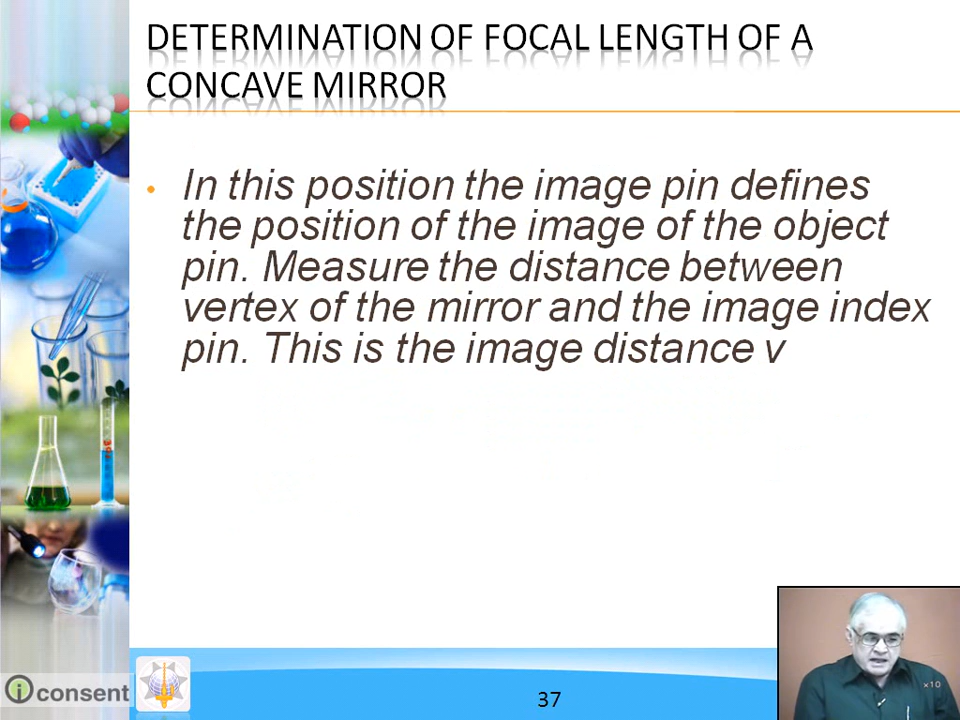 DETERMINATION OF FOCAL LENGTH OF A
CONCAVE MIRROR
• In this position the image pin defines
the position of the image of the object
pin. Measure the distance between
vertex of the mirror and the image index
pin. This is the image distance v
×10
i consent
37